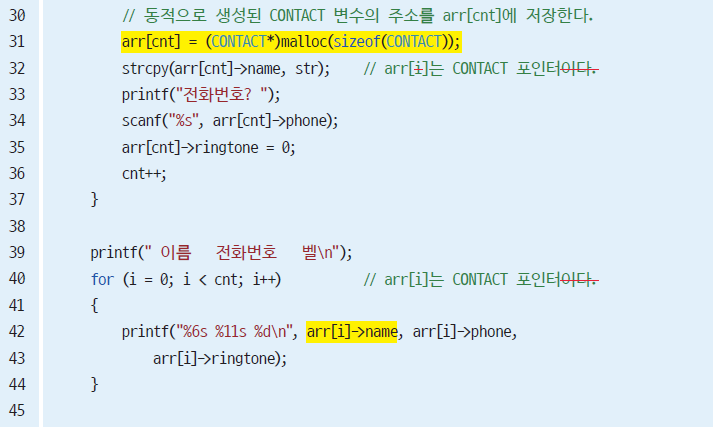 30 // 동적으로 생성된 CONTACT 변수의 주소를 arr[cnt]에 저장한다.
31 arr[cnt] = (CONTACT*)malloc(sizeof(CONTACT));
32 strcpy(arr[cnt]->name, str); // arr[i]는 CONTACT 포인터이다.
33 printf("전화번호? ");
34 scanf("%s", arr[cnt]->phone);
35 arr[cnt]->ringtone = 0;
36 cnt++;
37 }
38
39 printf(" 이름 전화번호 벨\n");
40 for (i = 0; i < cnt; i++) // arr[i]는 CONTACT 포인터이다.
41 {
42 printf("%6s %11s %d\n", arr[i]->name, arr[i]->phone,
43 arr[i]->ringtone);
44 }
45